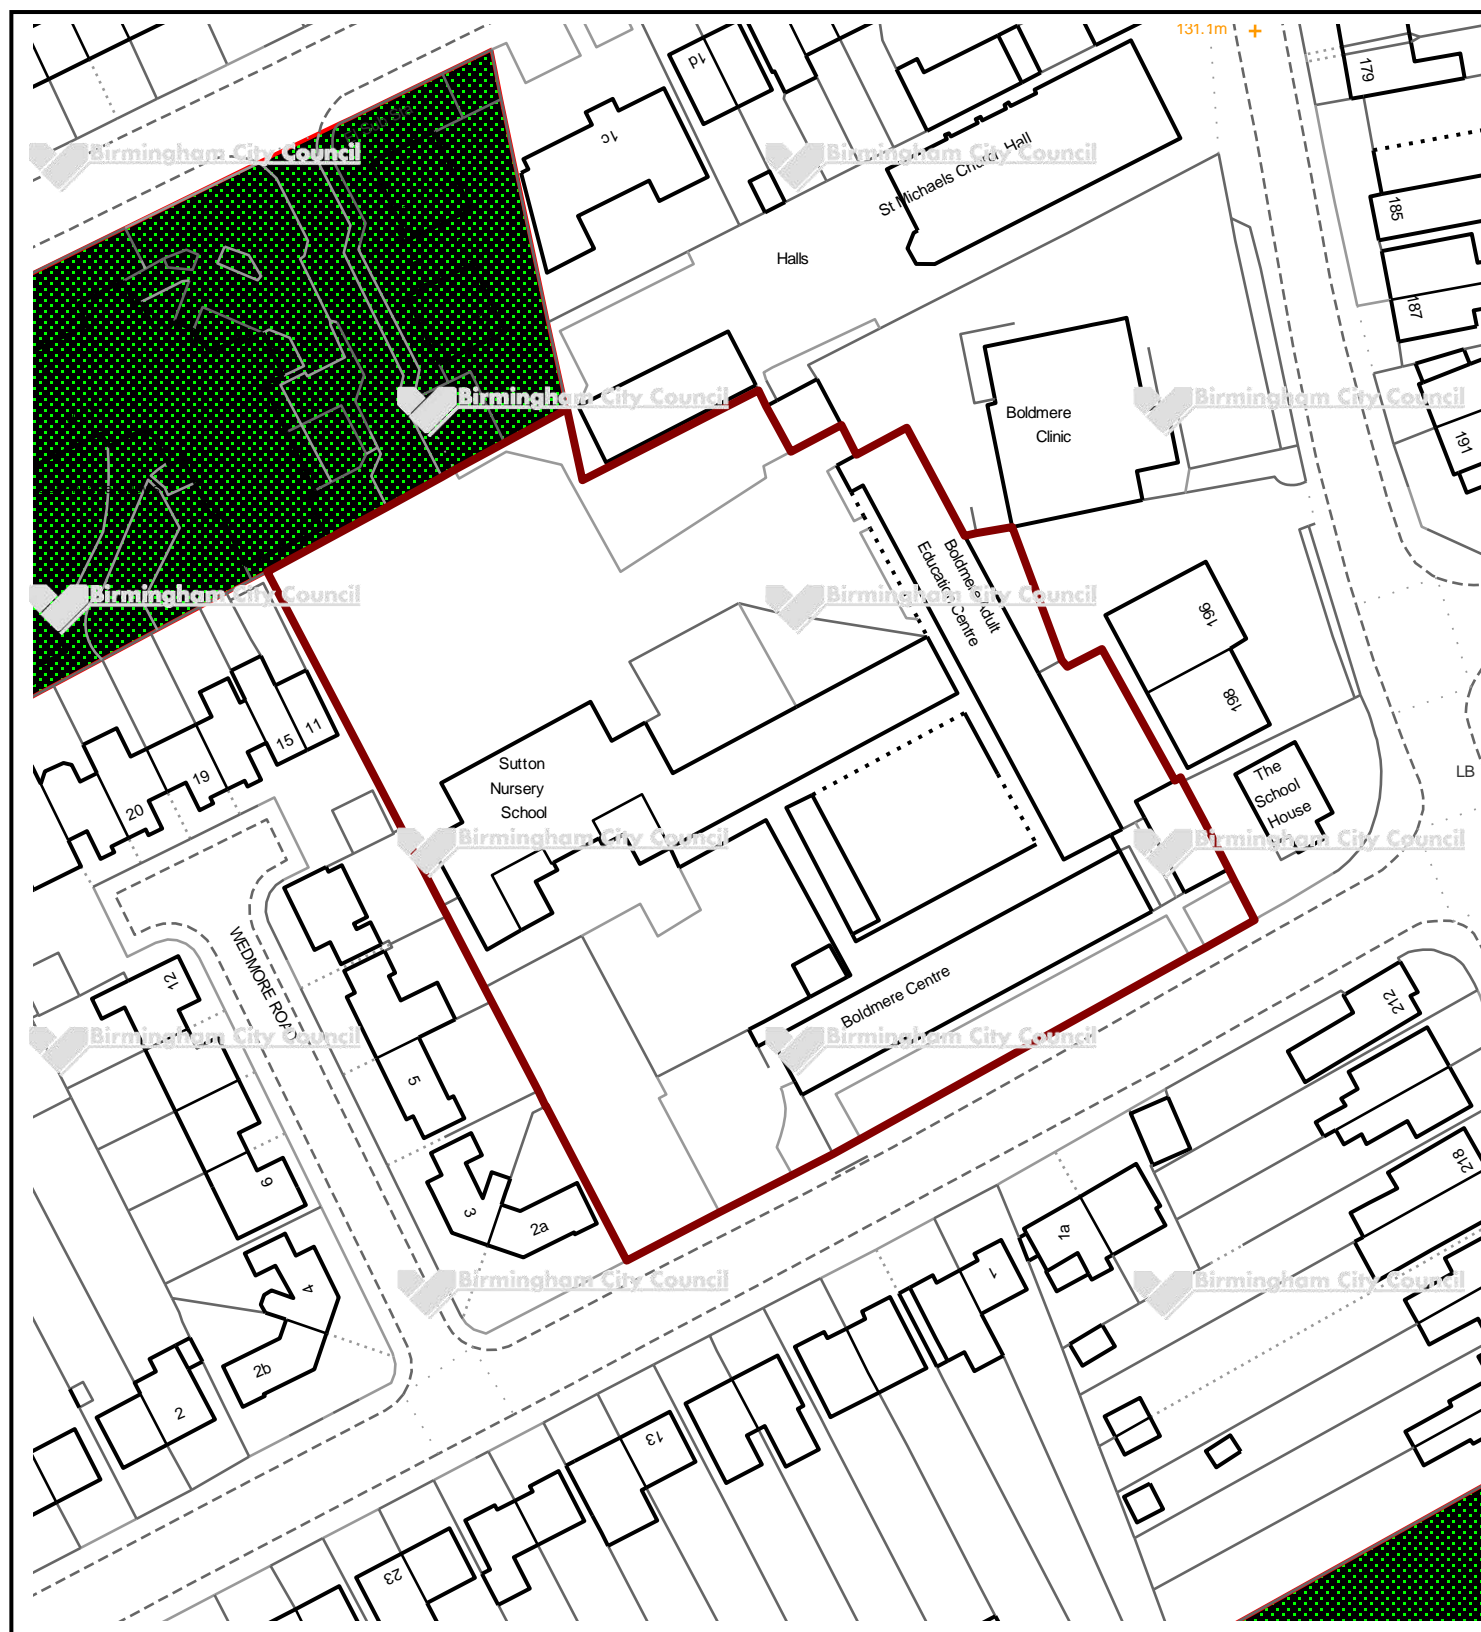 131.1m
179
1d
1c
St Michaels Church Hall
185
Halls
187
Boldmere
Clinic
191
Boldmere Adult
Education Centre
196
198
11
15
19
20
Sutton
Nursery
School
The
School
House
LB
WEDMORE ROAD
12
Boldmere Centre
212
5
218
6
3
2a
1a
1
4
2b
2
13
23
Birmingham City Council
Birmingham City Council
Birmingham City Council
Birmingham City Council
Birmingham City Council
Birmingham City Council
Birmingham City Council
Birmingham City Council
Birmingham City Council
Birmingham City Council
Birmingham City Council
Birmingham City Council